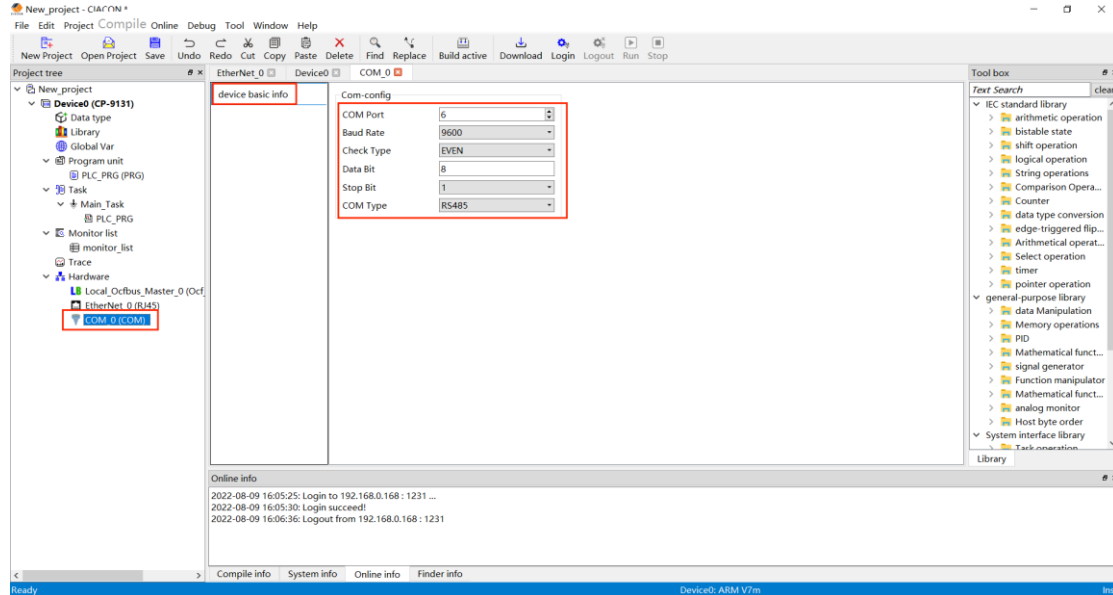 New_project - CIACON *
File Edit Project Compile Online Debug Tool Window Help
New Project Open Project Save Undo Redo Cut Copy Paste Delete Find Replace Build active Download Login Logout Run Stop
Project tree
New_project
Device0 (CP-9131)
Data type
Library
Global Var
Program unit
PLC_PRG (PRG)
Task
Main_Task
PLC_PRG
Monitor list
monitor_list
Trace
Hardware
Local_Ocfbus_Master_0 (Ocf_
EtherNet_0 (RJ45)
COM_0 (COM)
EtherNet_0 Device0 COM_0
device basic info
Com-config
COM Port 6
Baud Rate 9600
Check Type EVEN
Data Bit 8
Stop Bit 1
COM Type RS485
Tool box
Text Search clear
IEC standard library
arithmetic operation
bistable state
shift operation
logical operation
String operations
Comparison Opera...
Counter
data type conversion
edge-triggered flip...
Arithmetical operat...
Select operation
timer
pointer operation
general-purpose library
data Manipulation
Memory operations
PID
Mathematical funct...
signal generator
Function manipulator
Mathematical funct...
analog monitor
Host byte order
System interface library
Task operation
Library
Online info
2022-08-09 16:05:25: Login to 192.168.0.168 : 1231 ...
2022-08-09 16:05:30: Login succeed!
2022-08-09 16:06:36: Logout from 192.168.0.168 : 1231
Compile info System info Online info Finder info
Ready Device0: ARM V7m Ins